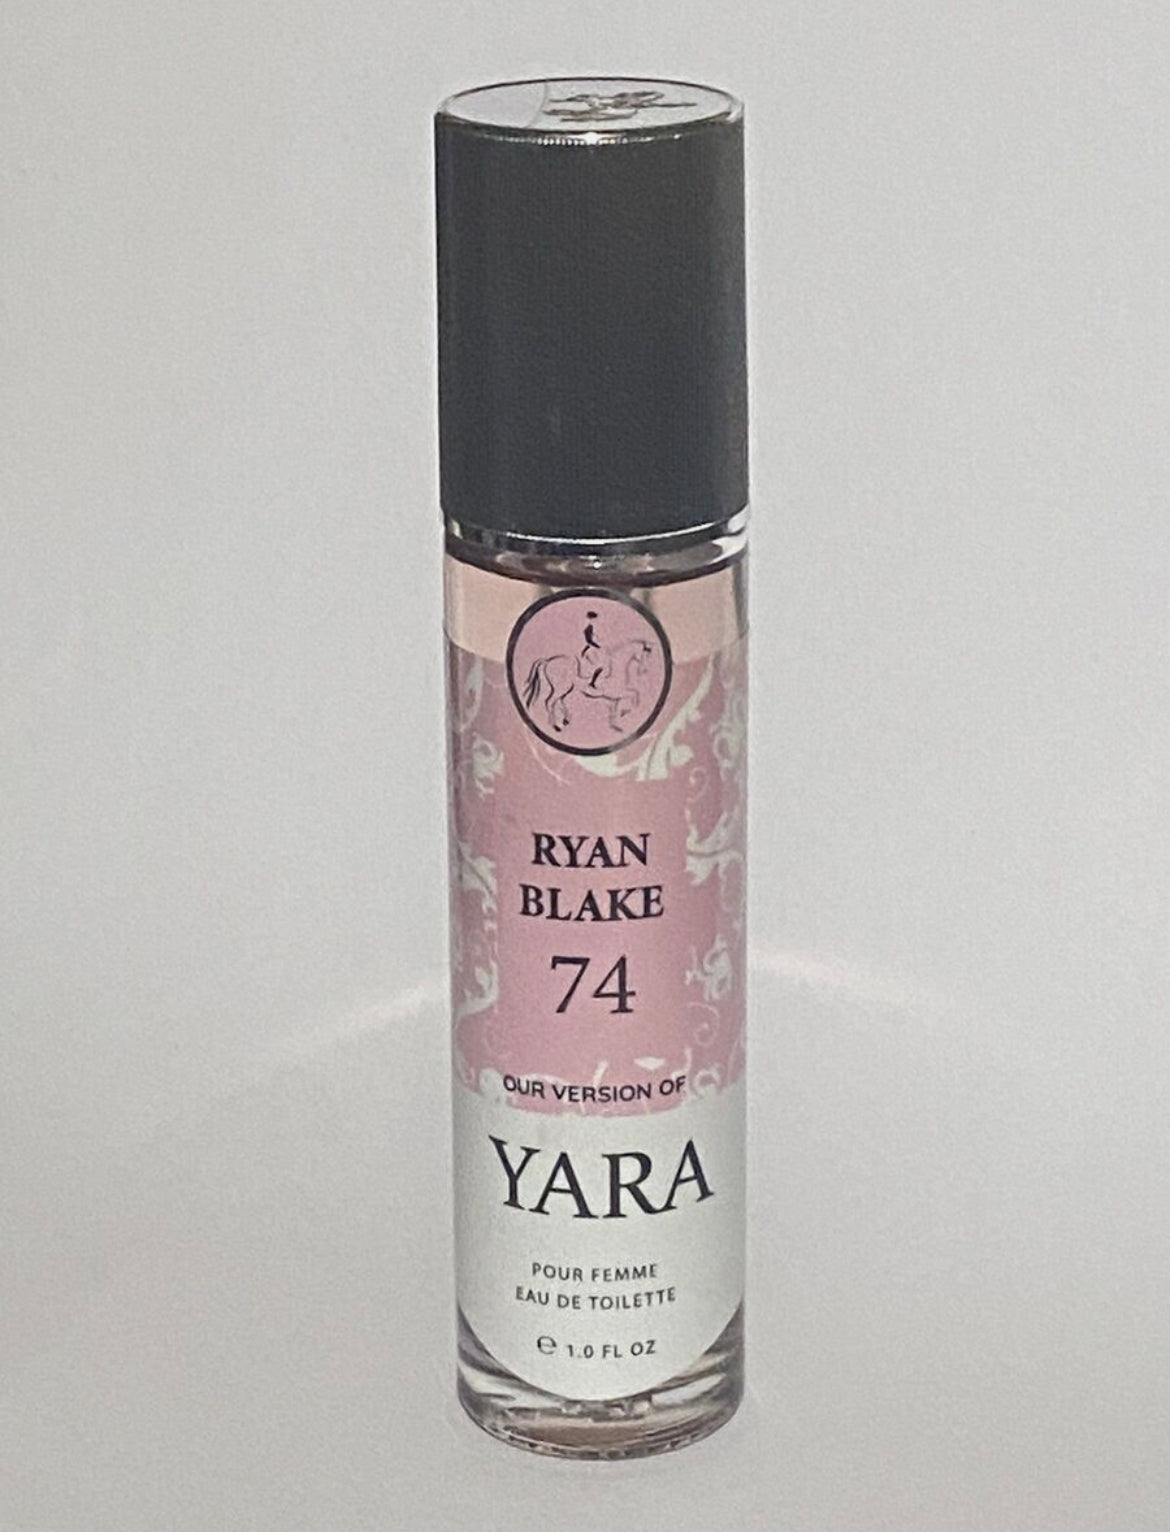 RYAN
BLAKE
74
OUR VERSION OF
YARA
POUR FEMME
EAU DE TOILETTE
℮ 1.0 FL OZ